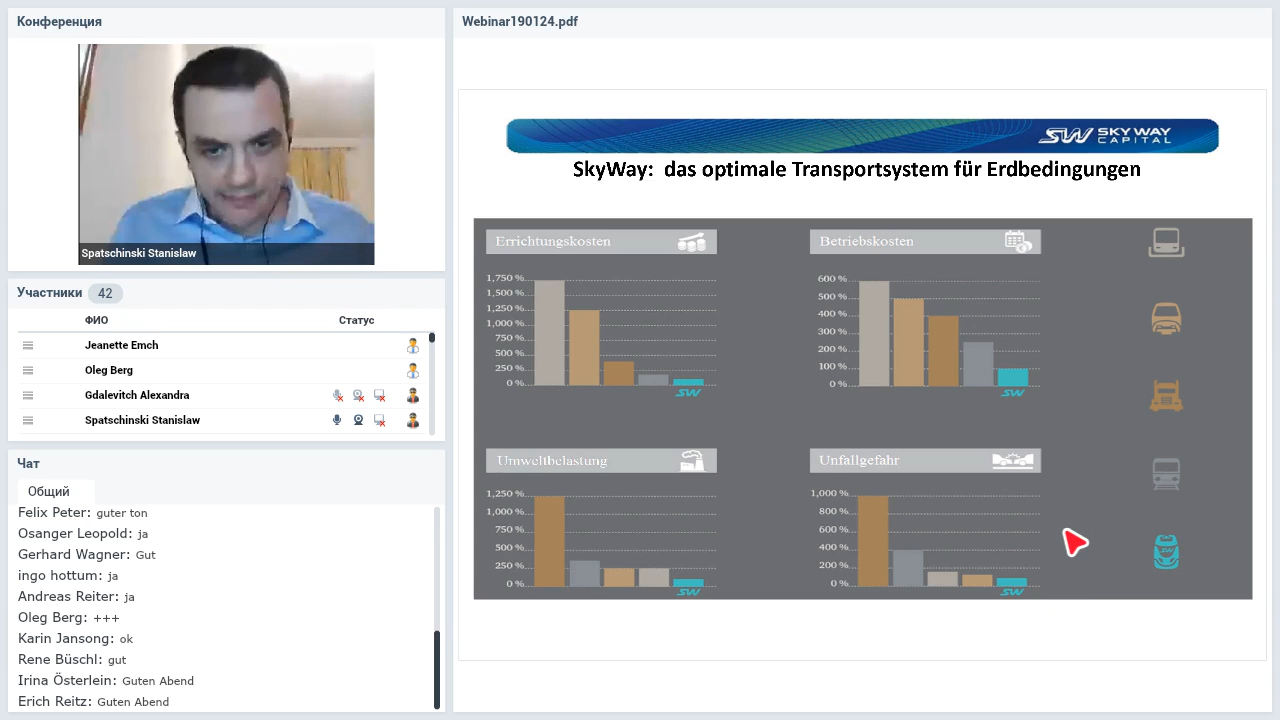 Конференция
Spatschinski Stanislaw
Участники 42
ФИО Статус
Jeanette Emch
Oleg Berg
Gdalevitch Alexandra
Spatschinski Stanislaw
Чат
Общий
Felix Peter: guter ton
Osanger Leopold: ja
Gerhard Wagner: Gut
ingo hottum: ja
Andreas Reiter: ja
Oleg Berg: +++
Karin Jansong: ok
Rene Büschl: gut
Irina Österlein: Guten Abend
Erich Reitz: Guten Abend
Webinar190124.pdf
SW SKY WAY
CAPITAL
SkyWay: das optimale Transportsystem für Erdbedingungen
Errichtungskosten
1,750 %
1,500 %
1,250 %
1,000 %
750 %
500 %
250 %
0 %
SW
Betriebskosten
600 %
500 %
400 %
300 %
200 %
100 %
0 %
SW
Umweltbelastung
1,250 %
1,000 %
750 %
500 %
250 %
0 %
SW
Unfallgefahr
1,000 %
800 %
600 %
400 %
200 %
0 %
SW
SW